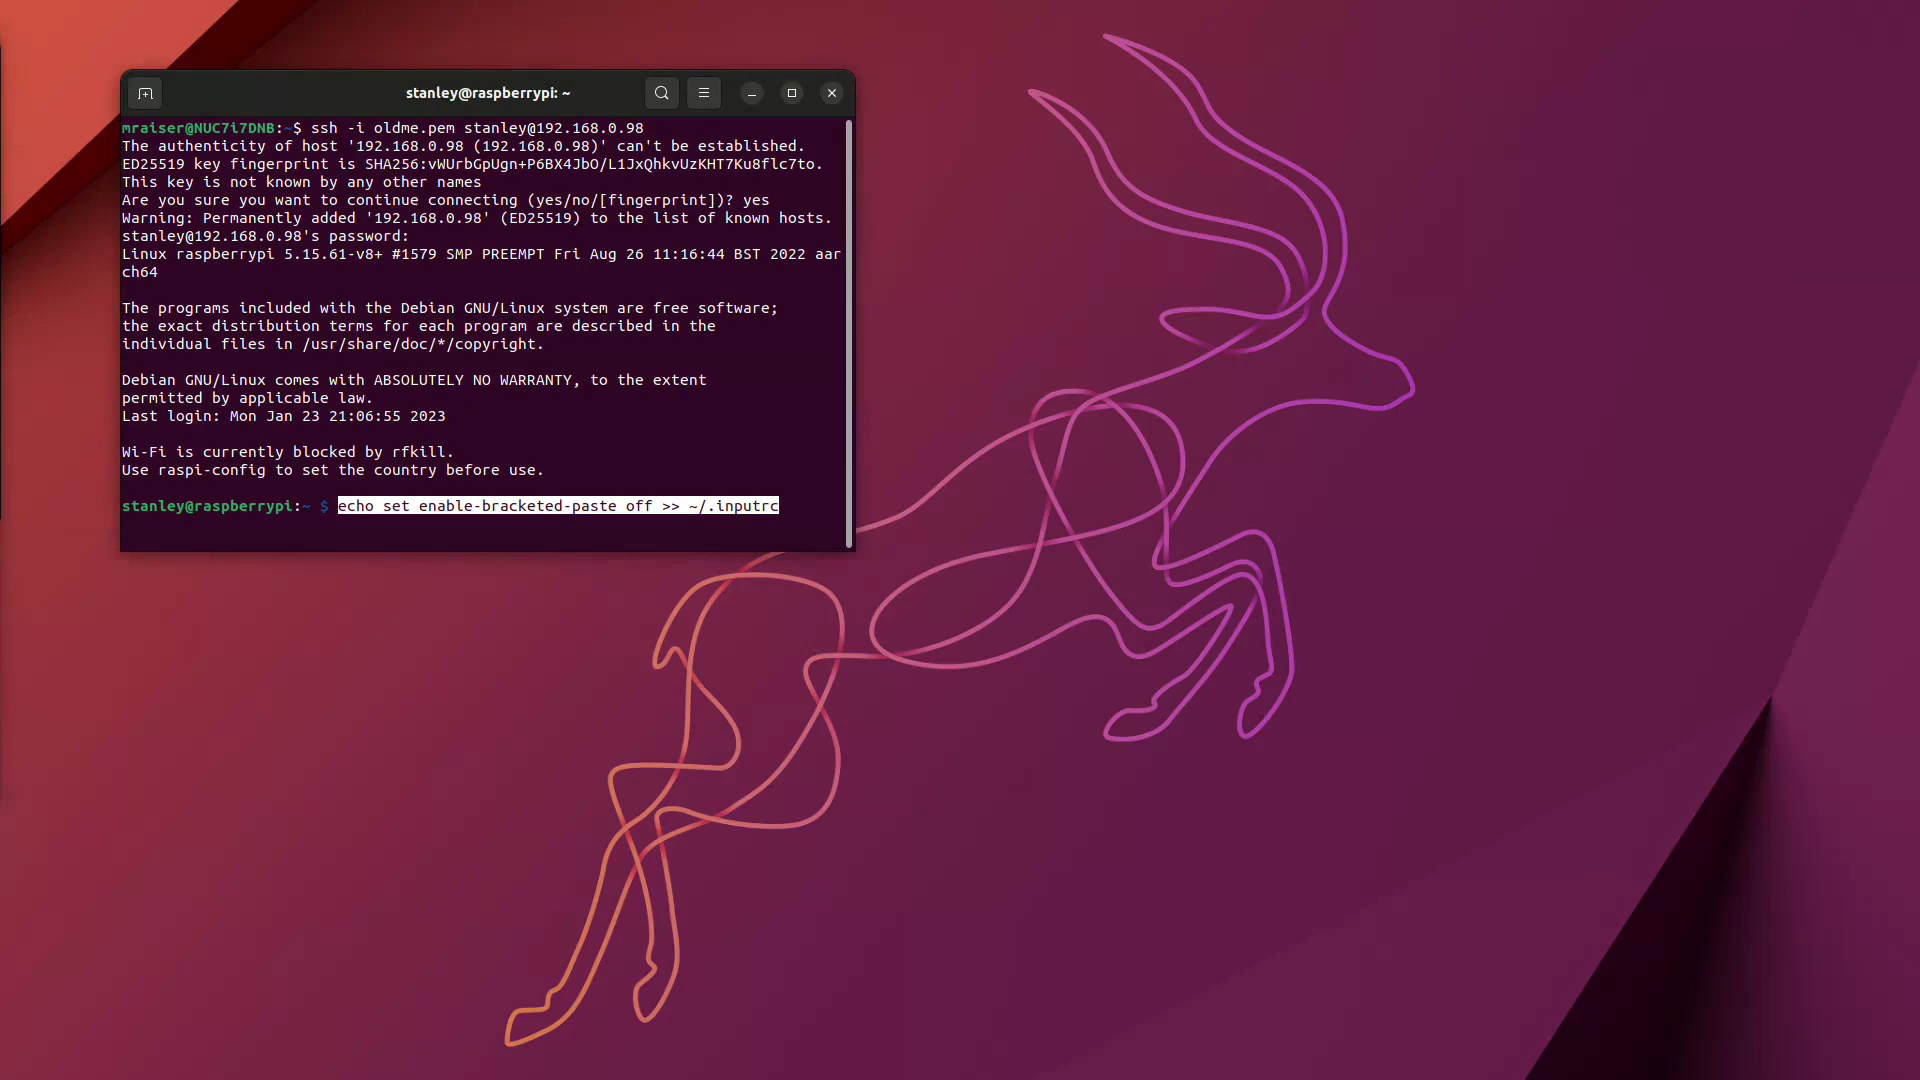 stanley@raspberrypi: ~
mraiser@NUC7i7DNB:~$ ssh -i oldme.pem stanley@192.168.0.98
The authenticity of host '192.168.0.98 (192.168.0.98)' can't be established.
ED25519 key fingerprint is SHA256:vWUrbGpUgn+P6BX4JbO/L1JxQhkvUzKHT7Ku8flc7to.
This key is not known by any other names
Are you sure you want to continue connecting (yes/no/[fingerprint])? yes
Warning: Permanently added '192.168.0.98' (ED25519) to the list of known hosts.
stanley@192.168.0.98's password:
Linux raspberrypi 5.15.61-v8+ #1579 SMP PREEMPT Fri Aug 26 11:16:44 BST 2022 aar
ch64
The programs included with the Debian GNU/Linux system are free software;
the exact distribution terms for each program are described in the
individual files in /usr/share/doc/*/copyright.
Debian GNU/Linux comes with ABSOLUTELY NO WARRANTY, to the extent
permitted by applicable law.
Last login: Mon Jan 23 21:06:55 2023
Wi-Fi is currently blocked by rfkill.
Use raspi-config to set the country before use.
stanley@raspberrypi:~ $ echo set enable-bracketed-paste off >> ~/.inputrc